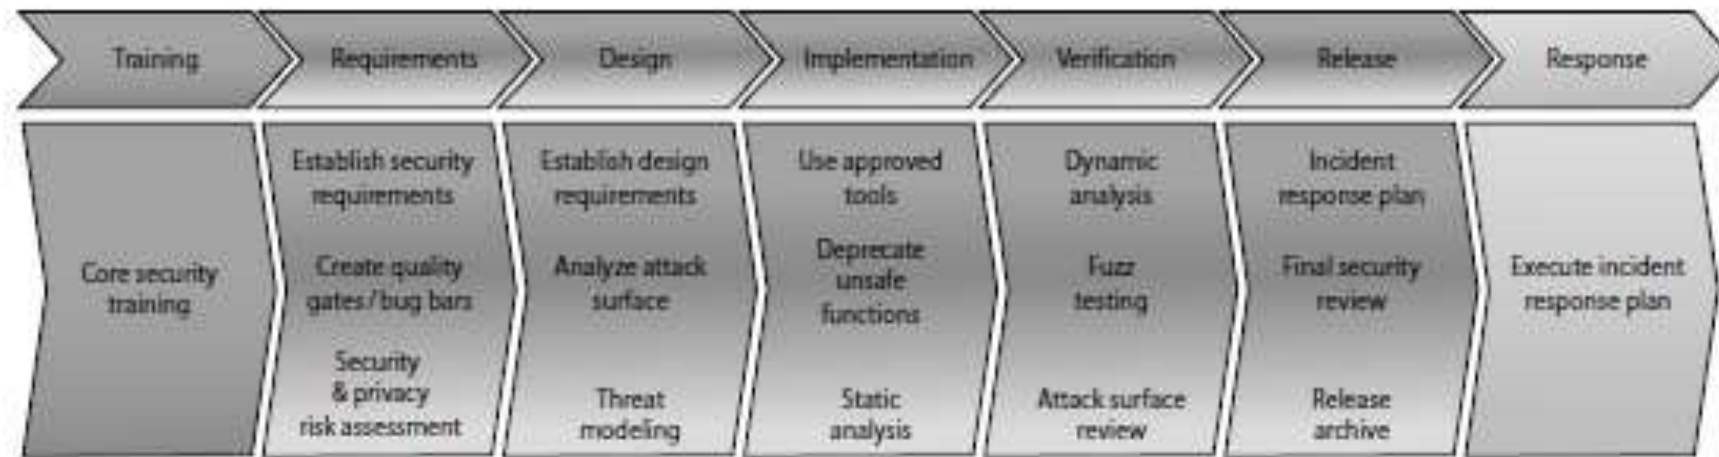 Training
Requirements
Design
Implementation
Verification
Release
Response
Core security
training
Establish security
requirements
Create quality
gates/bug bars
Security
& privacy
risk assessment
Establish design
requirements
Analyze attack
surface
Threat
modeling
Use approved
tools
Deprecate
unsafe
functions
Static
analysis
Dynamic
analysis
Fuzz
testing
Attack surface
review
Incident
response plan
Final security
review
Release
archive
Execute incident
response plan